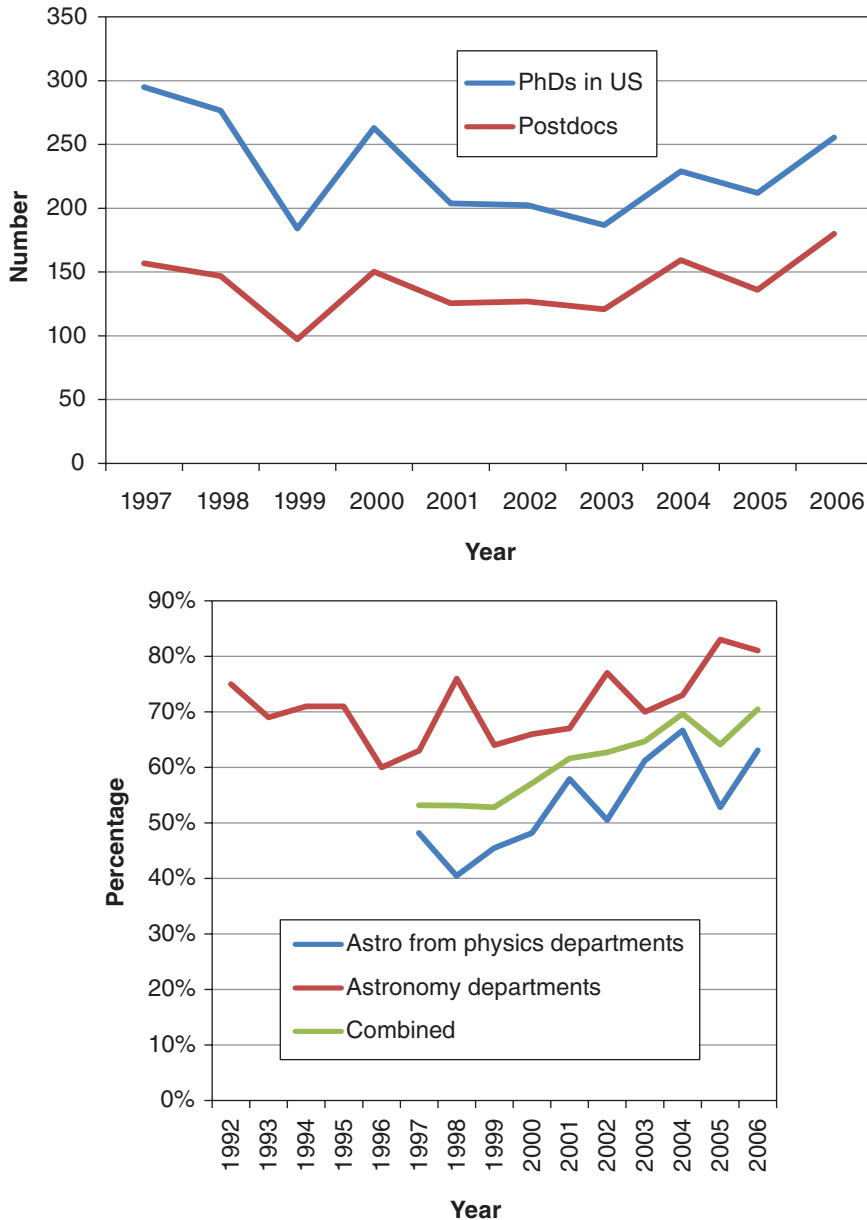 350
300
250
200
150
100
50
0
Number
PhDs in US
Postdocs
1997 1998 1999 2000 2001 2002 2003 2004 2005 2006
Year
90%
80%
70%
60%
50%
40%
30%
20%
10%
0%
Percentage
Astro from physics departments
Astronomy departments
Combined
1992 1993 1994 1995 1996 1997 1998 1999 2000 2001 2002 2003 2004 2005 2006
Year